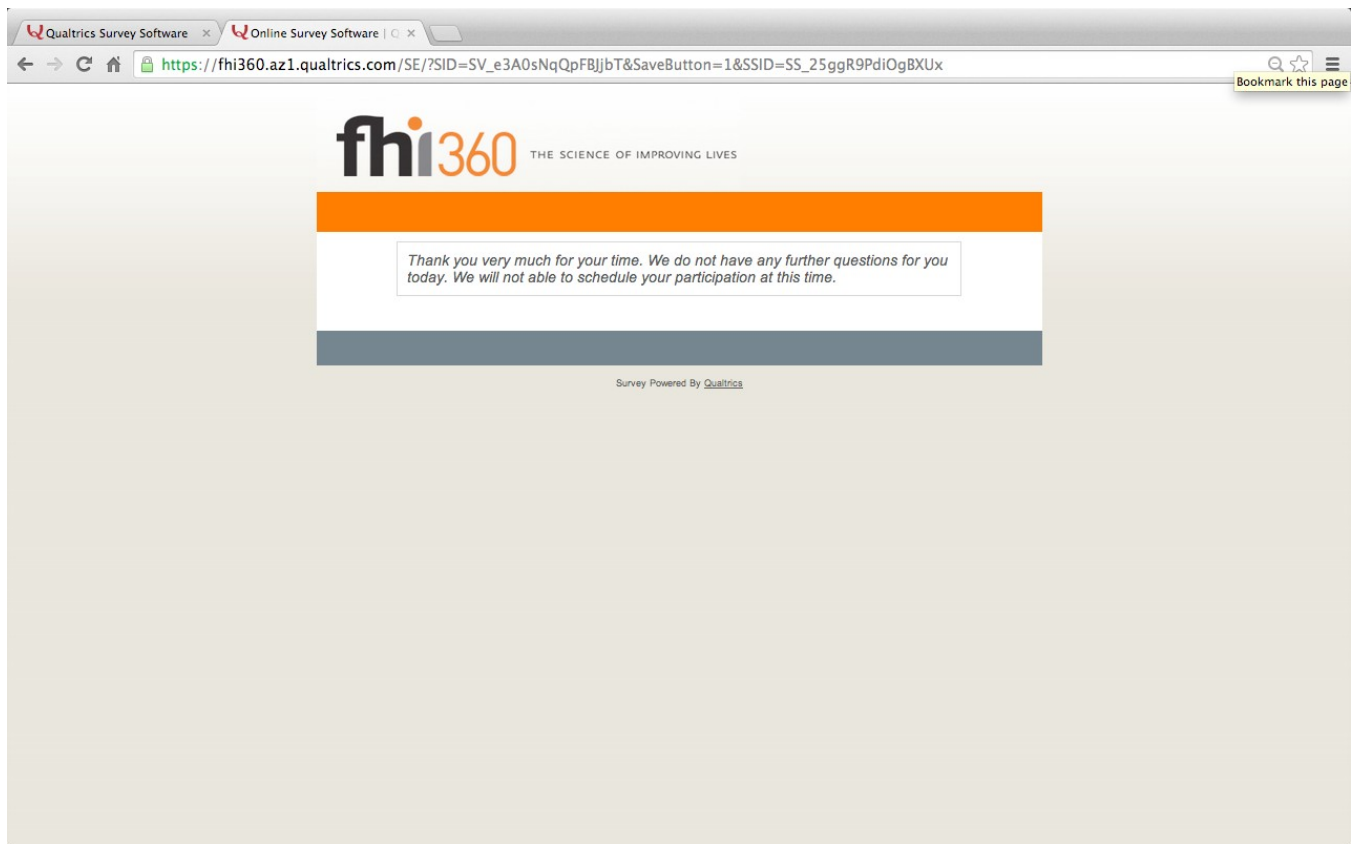 Qualtrics Survey Software
Online Survey Software |
https://fhi360.az1.qualtrics.com/SE/?SID=SV_e3A0sNqQpFBJjbT&SaveButton=1&SSID=SS_25ggR9PdiOgBXUx
Bookmark this page
fhi360 THE SCIENCE OF IMPROVING LIVES
Thank you very much for your time. We do not have any further questions for you
today. We will not able to schedule your participation at this time.
Survey Powered By Qualtrics